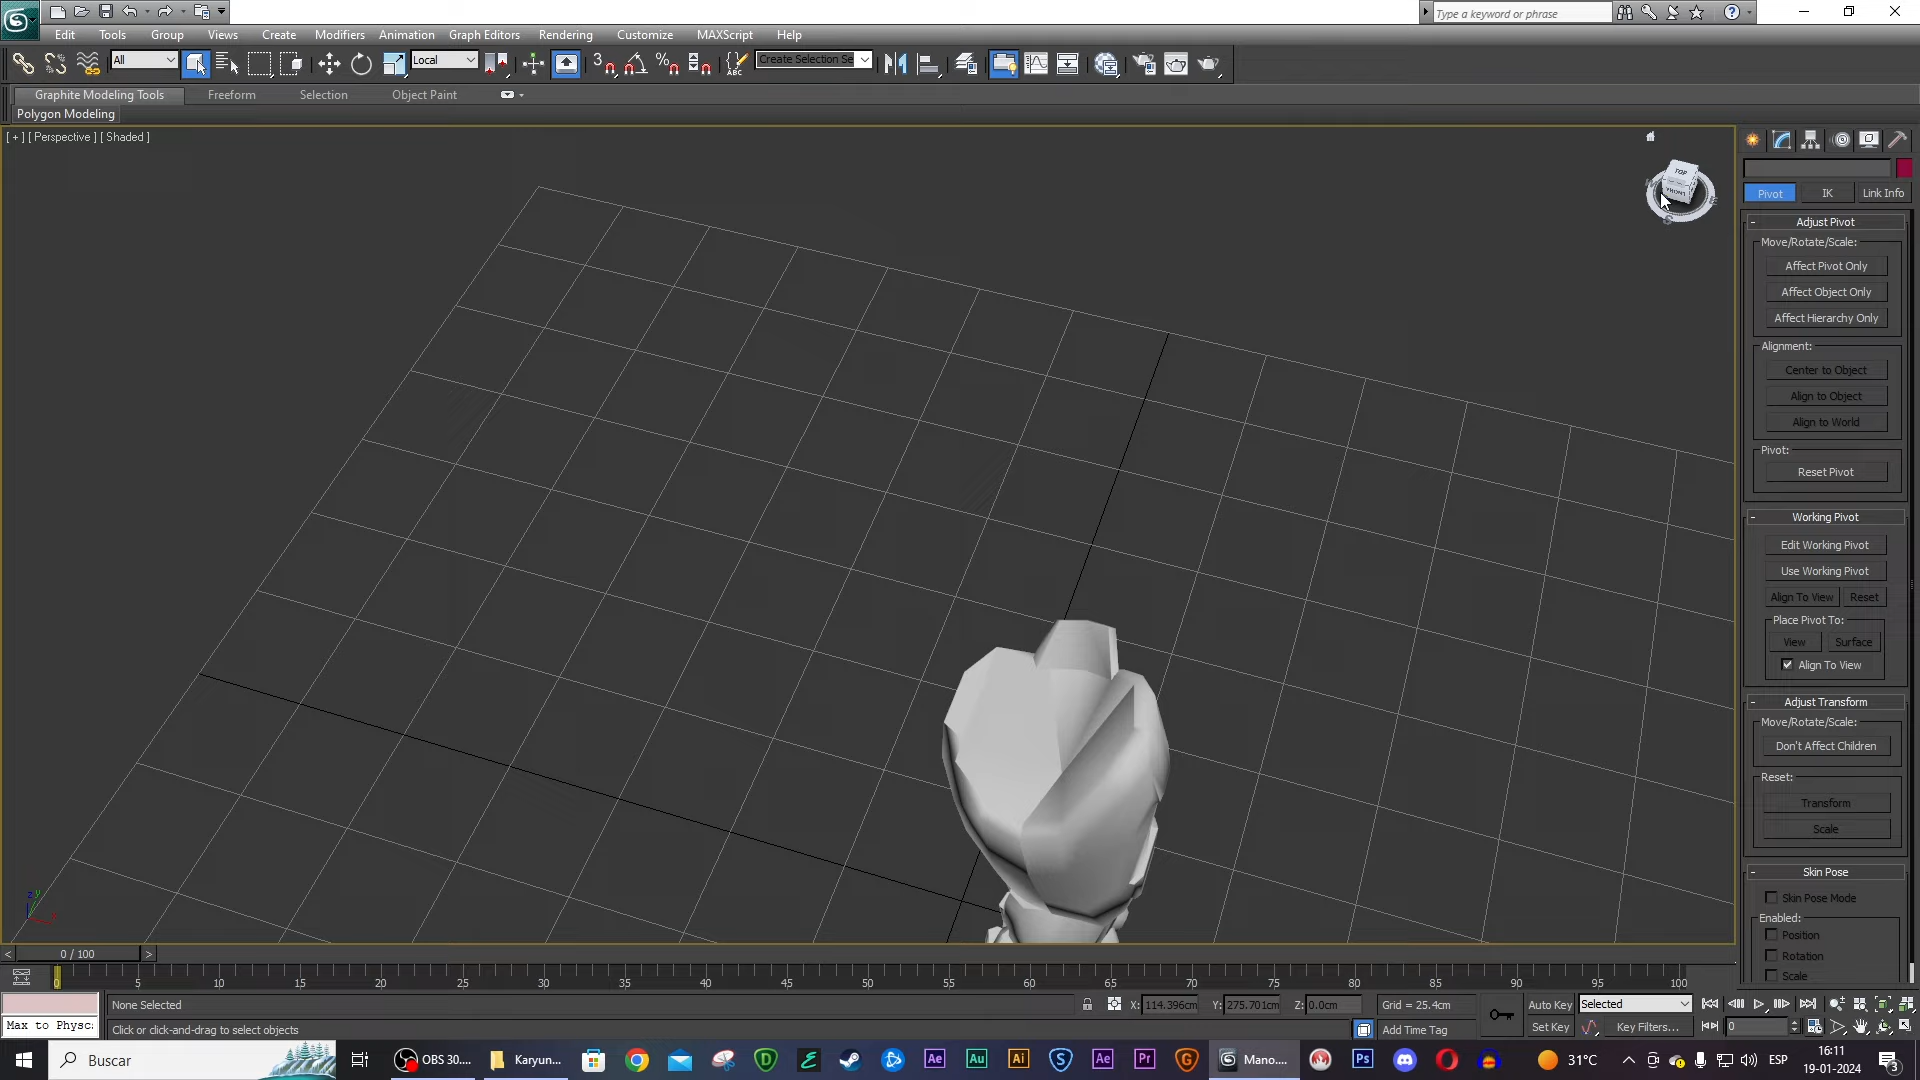 Type a keyword or phrase
Edit Tools Group Views Create Modifiers Animation Graph Editors Rendering Customize MAXScript Help
All Local Create Selection Se
Graphite Modeling Tools Freeform Selection Object Paint
Polygon Modeling
[ + ] [ Perspective ] [ Shaded ]
TOP
FRONT
Pivot IK Link Info
- Adjust Pivot
Move/Rotate/Scale:
Affect Pivot Only
Affect Object Only
Affect Hierarchy Only
Alignment:
Center to Object
Align to Object
Align to World
Pivot:
Reset Pivot
- Working Pivot
Edit Working Pivot
Use Working Pivot
Align To View Reset
Place Pivot To:
View Surface
Align To View
- Adjust Transform
Move/Rotate/Scale:
Don't Affect Children
Reset:
Transform
Scale
- Skin Pose
Skin Pose Mode
Enabled:
Position
Rotation
Scale
z y x
< 0 / 100 >
0 5 10 15 20 25 30 35 40 45 50 55 60 65 70 75 80 85 90 95 100
None Selected X: 114.396cm Y: 275.701cm Z: 0.0cm Grid = 25.4cm Auto Key Selected
Max to Physc: Click or click-and-drag to select objects Add Time Tag Set Key Key Filters... 0
Buscar OBS 30.... Karyun... Mano.... 31°C ESP 16:11
19-01-2024 3